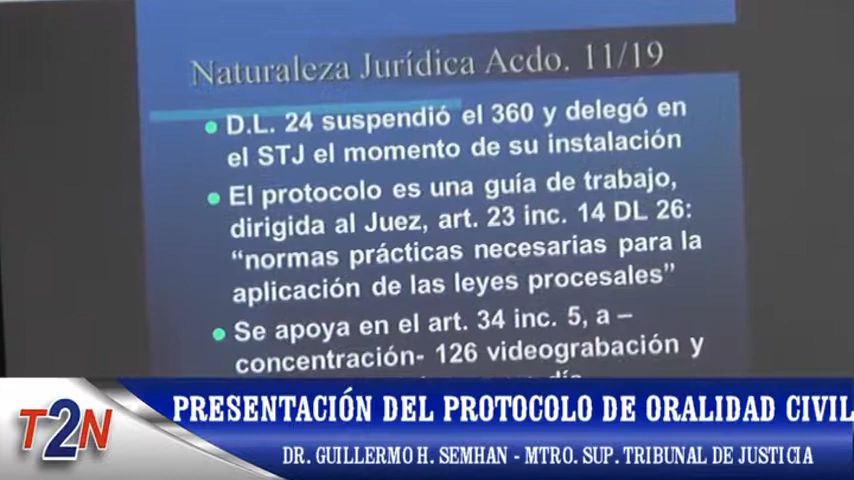 Naturaleza Jurídica Acdo. 11/19
D.L. 24 suspendió el 360 y delegó en
el STJ el momento de su instalación
El protocolo es una guía de trabajo,
dirigida al Juez, art. 23 inc. 14 DL 26:
“normas prácticas necesarias para la
aplicación de las leyes procesales”
Se apoya en el art. 34 inc. 5, a –
concentración- 126 videograbación y
T2N
PRESENTACIÓN DEL PROTOCOLO DE ORALIDAD CIVIL
DR. GUILLERMO H. SEMHAN - MTRO. SUP. TRIBUNAL DE JUSTICIA